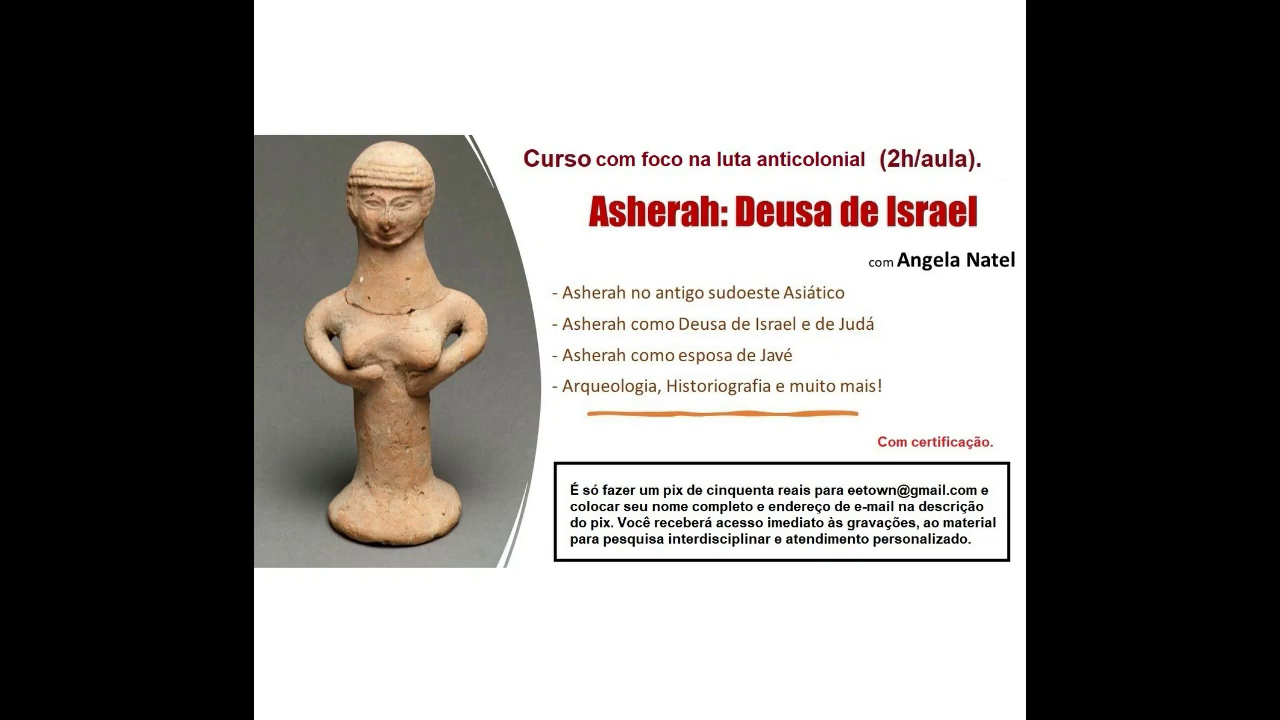 Curso com foco na luta anticolonial (2h/aula).
Asherah: Deusa de Israel
com Angela Natel
- Asherah no antigo sudoeste Asiático
- Asherah como Deusa de Israel e de Judá
- Asherah como esposa de Javé
- Arqueologia, Historiografia e muito mais!
Com certificação.
É só fazer um pix de cinquenta reais para eetown@gmail.com e
colocar seu nome completo e endereço de e-mail na descrição
do pix. Você receberá acesso imediato às gravações, ao material
para pesquisa interdisciplinar e atendimento personalizado.